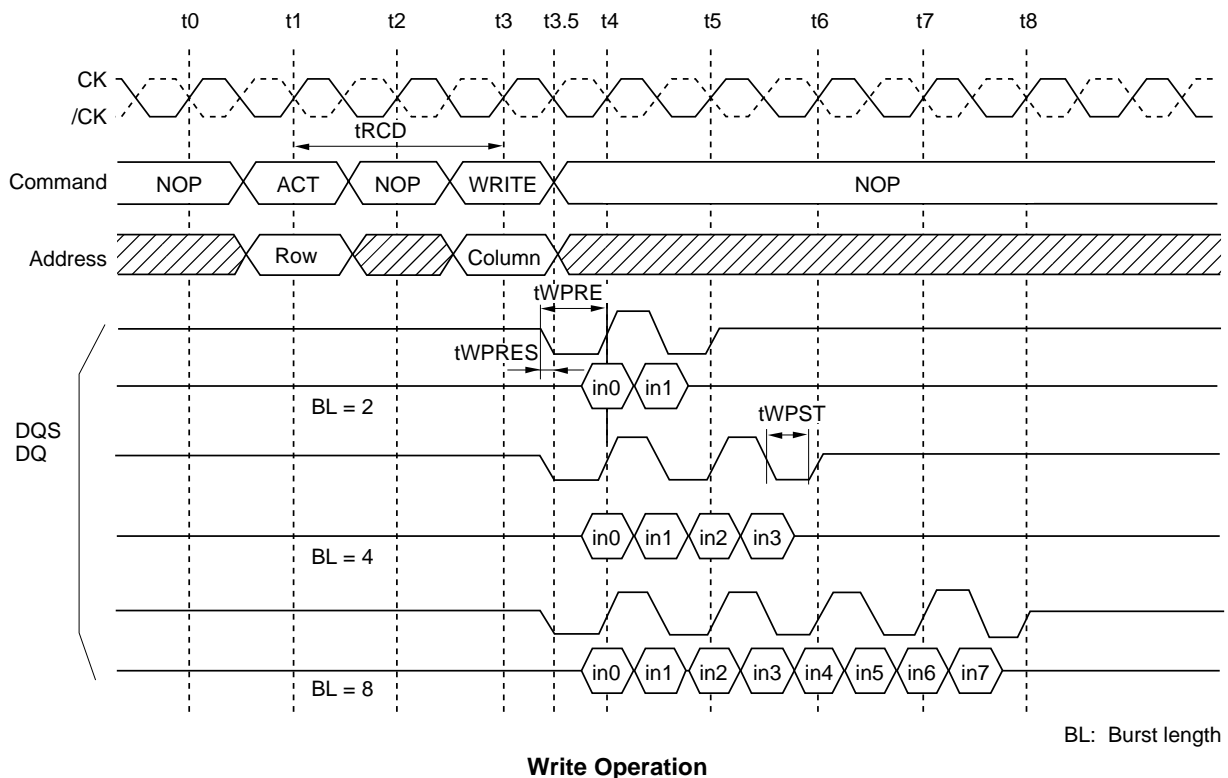 t0 t1 t2 t3 t3.5 t4 t5 t6 t7 t8
CK
/CK
tRCD
Command NOP ACT NOP WRITE NOP
Address Row Column
tWPRE
tWPRES
in0 in1
BL = 2
tWPST
DQS
DQ
in0 in1 in2 in3
BL = 4
in0 in1 in2 in3 in4 in5 in6 in7
BL = 8
BL: Burst length
Write Operation